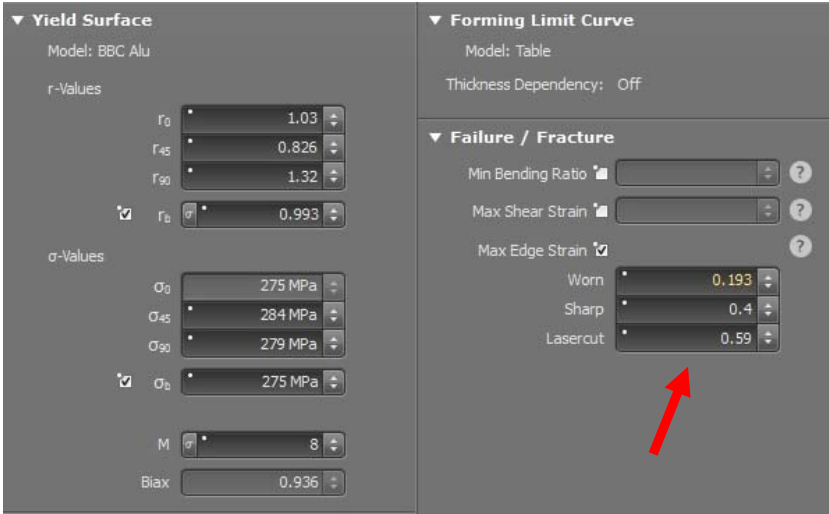 Yield Surface
Model: BBC Alu
r-Values
r₀ 1.03
r₄₅ 0.826
r₉₀ 1.32
r_b σ 0.993
σ-Values
σ₀ 275 MPa
σ₄₅ 284 MPa
σ₉₀ 279 MPa
σ_b 275 MPa
M σ 8
Biax 0.936
Forming Limit Curve
Model: Table
Thickness Dependency: Off
Failure / Fracture
Min Bending Ratio ?
Max Shear Strain ?
Max Edge Strain ?
Worn 0.193
Sharp 0.4
Lasercut 0.59